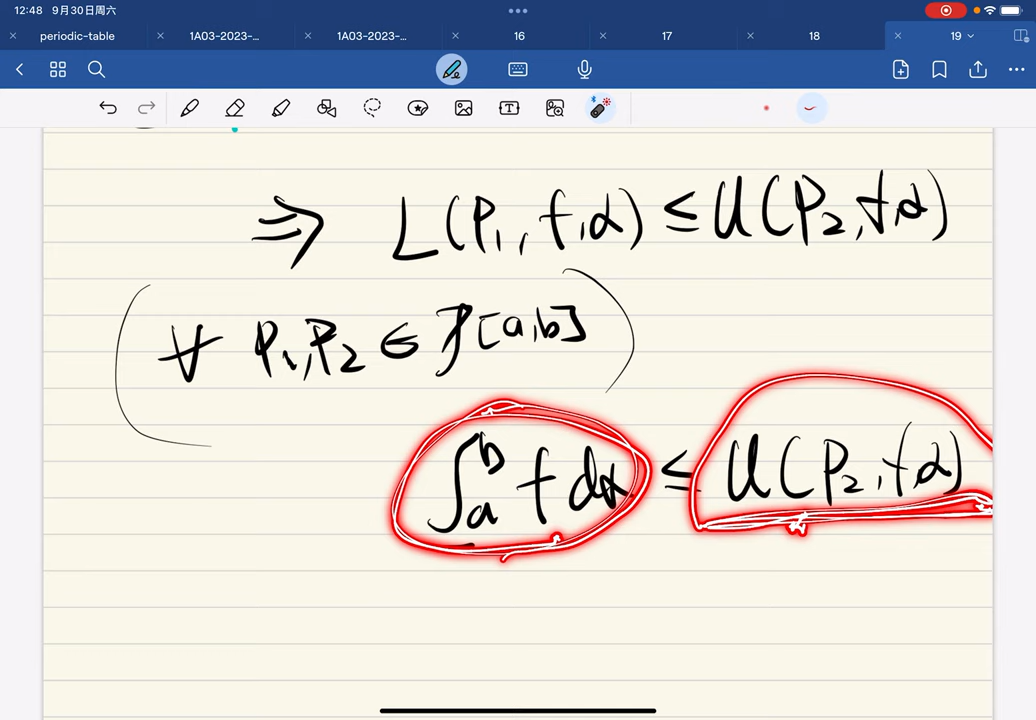 12:48 9月30日周六
periodic-table 1A03-2023-... 1A03-2023-... 16 17 18 19
⇒ L(P₁, f, α) ≤ U(P₂, f, α)
(∀ P₁, P₂ ∈ 𝒫[a,b])
∫ₐᵇ f dα ≤ U(P₂, f, α)